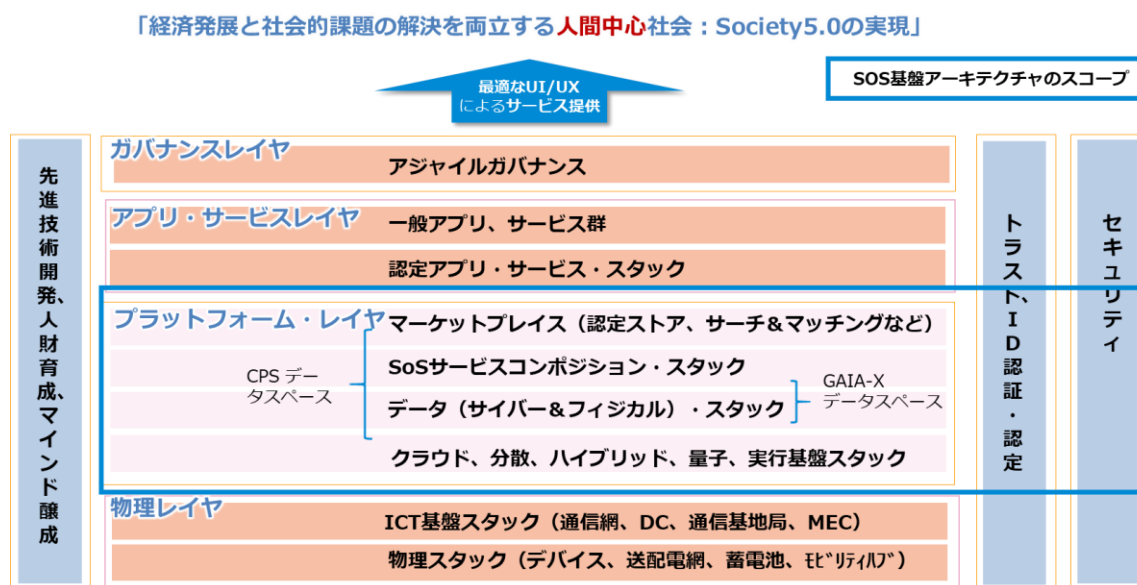 「経済発展と社会的課題の解決を両立する人間中心社会：Society5.0の実現」
最適なUI/UX
によるサービス提供
SOS基盤アーキテクチャのスコープ
先進技術開発、人財育成、マインド醸成
ガバナンスレイヤ
アジャイルガバナンス
アプリ・サービスレイヤ
一般アプリ、サービス群
認定アプリ・サービス・スタック
プラットフォーム・レイヤ
マーケットプレイス（認定ストア、サーチ&マッチングなど）
SoSサービスコンポジション・スタック
CPS デー
タスペース
GAIA-X
データスペース
データ（サイバー&フィジカル）・スタック
クラウド、分散、ハイブリッド、量子、実行基盤スタック
物理レイヤ
ICT基盤スタック（通信網、DC、通信基地局、MEC）
物理スタック（デバイス、送配電網、蓄電池、ﾓﾋﾞﾘﾃｨﾊﾌﾞ）
トラスト、ID認証・認定
セキュリティ